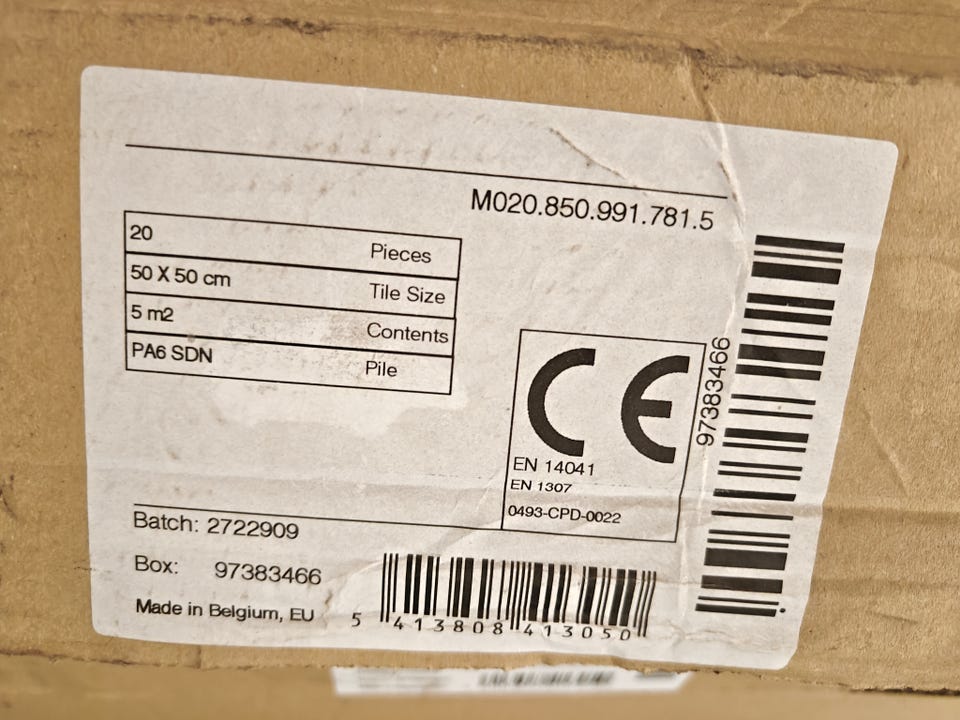 M020.850.991.781.5
20 Pieces
50 X 50 cm Tile Size
5 m2 Contents
PA6 SDN Pile
CE
EN 14041
EN 1307
0493-CPD-0022
97383466
Batch: 2722909
Box: 97383466
Made in Belgium, EU
5 413808 413050